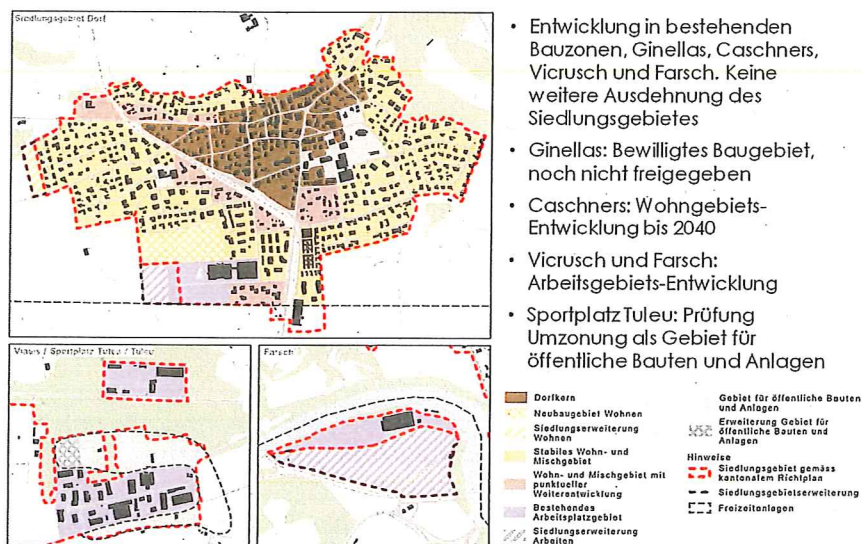 Siedlungsgebiet Dorf
• Entwicklung in bestehenden
Bauzonen, Ginellas, Caschners,
Vicrusch und Farsch. Keine
weitere Ausdehnung des
Siedlungsgebietes
• Ginellas: Bewilligtes Baugebiet,
noch nicht freigegeben
• Caschners: Wohngebiets-
Entwicklung bis 2040
• Vicrusch und Farsch:
Arbeitsgebiets-Entwicklung
• Sportplatz Tuleu: Prüfung
Umzonung als Gebiet für
öffentliche Bauten und Anlagen
/ Sportplatz Tuleu / Tuleu
Farsch
Dorfkern
Neubaugebiet Wohnen
Siedlungserweiterung
Wohnen
Stabiles Wohn- und
Mischgebiet
Wohn- und Mischgebiet mit
punktueller
Weiterentwicklung
Bestehendes
Arbeitsplatzgebiet
Siedlungserweiterung
Arbeiten
Gebiet für öffentliche Bauten
und Anlagen
Erweiterung Gebiet für
öffentliche Bauten und
Anlagen
Hinweise
Siedlungsgebiet gemäss
kantonalem Richtplan
Siedlungsgebietserweiterung
Freizeitanlagen